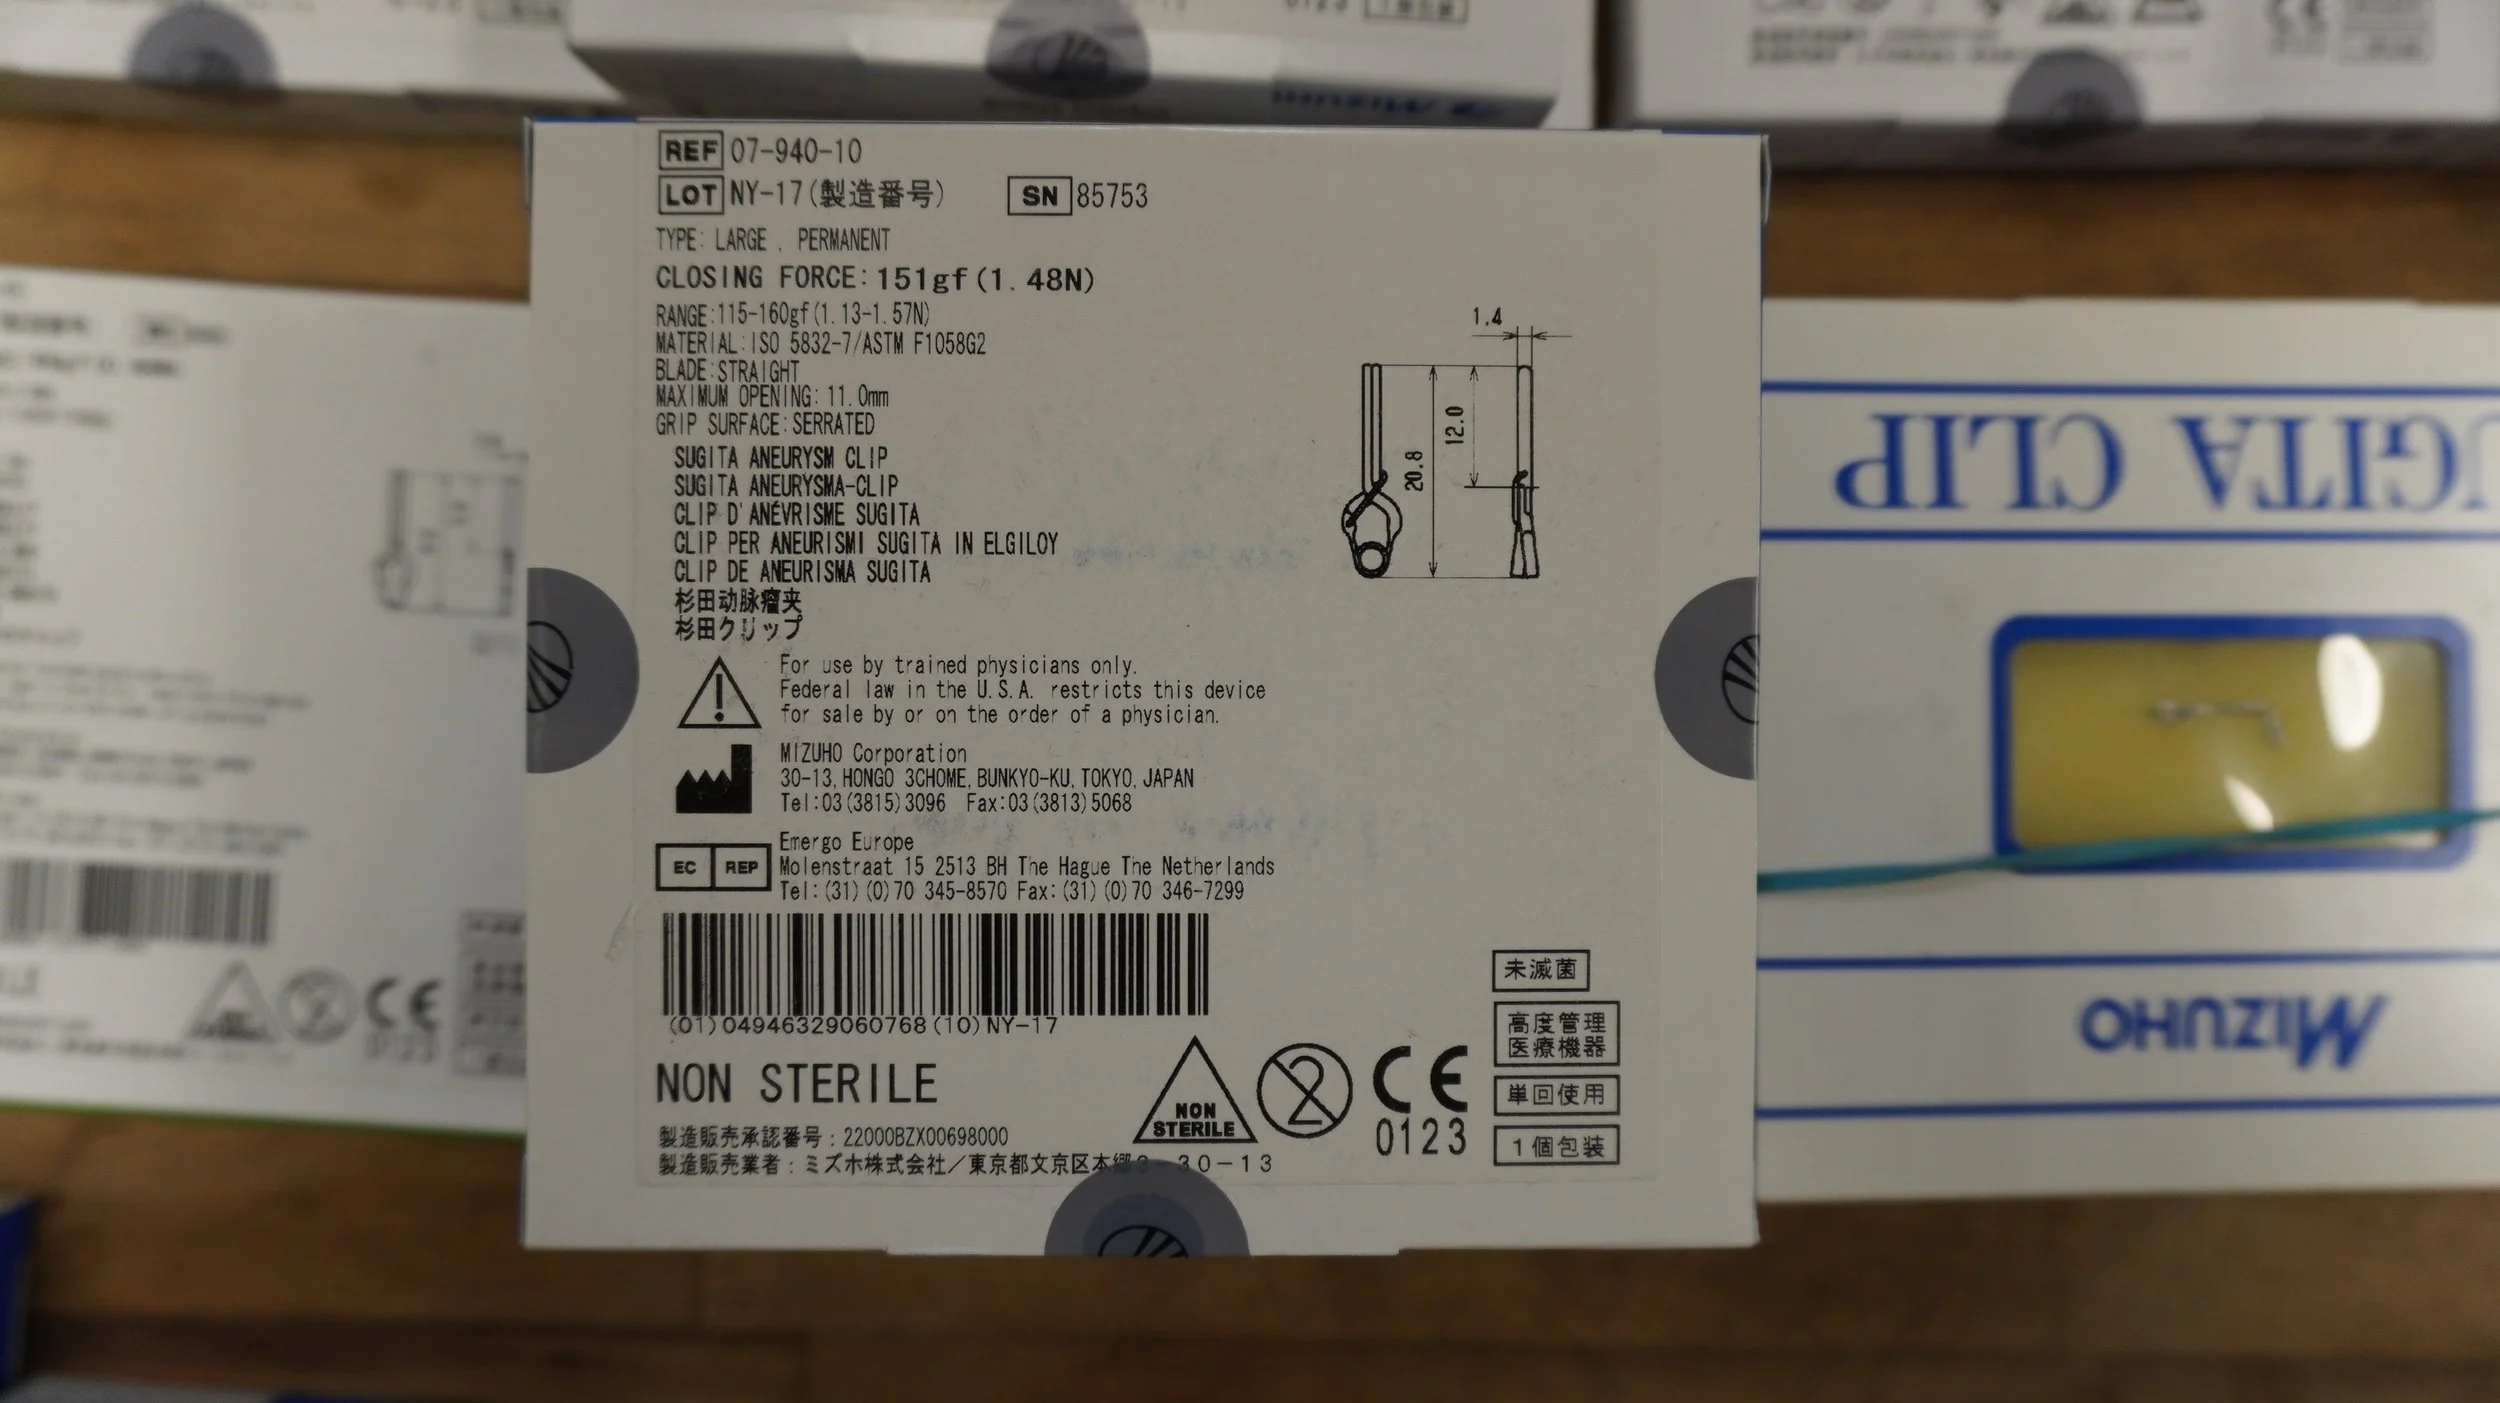 REF 07-940-10
LOT NY-17(製造番号) SN 85753
TYPE: LARGE , PERMANENT
CLOSING FORCE: 151gf(1.48N)
RANGE:115-160gf(1.13-1.57N)
MATERIAL:ISO 5832-7/ASTM F1058G2
BLADE:STRAIGHT
MAXIMUM OPENING: 11.0mm
GRIP SURFACE:SERRATED
SUGITA ANEURYSM CLIP
SUGITA ANEURYSMA-CLIP
CLIP D'ANÉVRISME SUGITA
CLIP PER ANEURISMI SUGITA IN ELGILOY
CLIP DE ANEURISMA SUGITA
杉田动脉瘤夹
杉田クリップ
1.4
12.0
20.8
For use by trained physicians only.
Federal law in the U.S.A. restricts this device
for sale by or on the order of a physician.
MIZUHO Corporation
30-13, HONGO 3CHOME, BUNKYO-KU, TOKYO, JAPAN
Tel:03(3815)3096 Fax:03(3813)5068
EC REP
Emergo Europe
Molenstraat 15 2513 BH The Hague The Netherlands
Tel:(31)(0)70 345-8570 Fax:(31)(0)70 346-7299
(01)04946329060768(10)NY-17
NON STERILE
NON
STERILE
2
CE
0123
未滅菌
高度管理
医療機器
単回使用
1個包装
製造販売承認番号:22000BZX00698000
製造販売業者:ミズホ株式会社/東京都文京区本郷3-30-13
CLIP
MIZUHO
Mizuho
CE